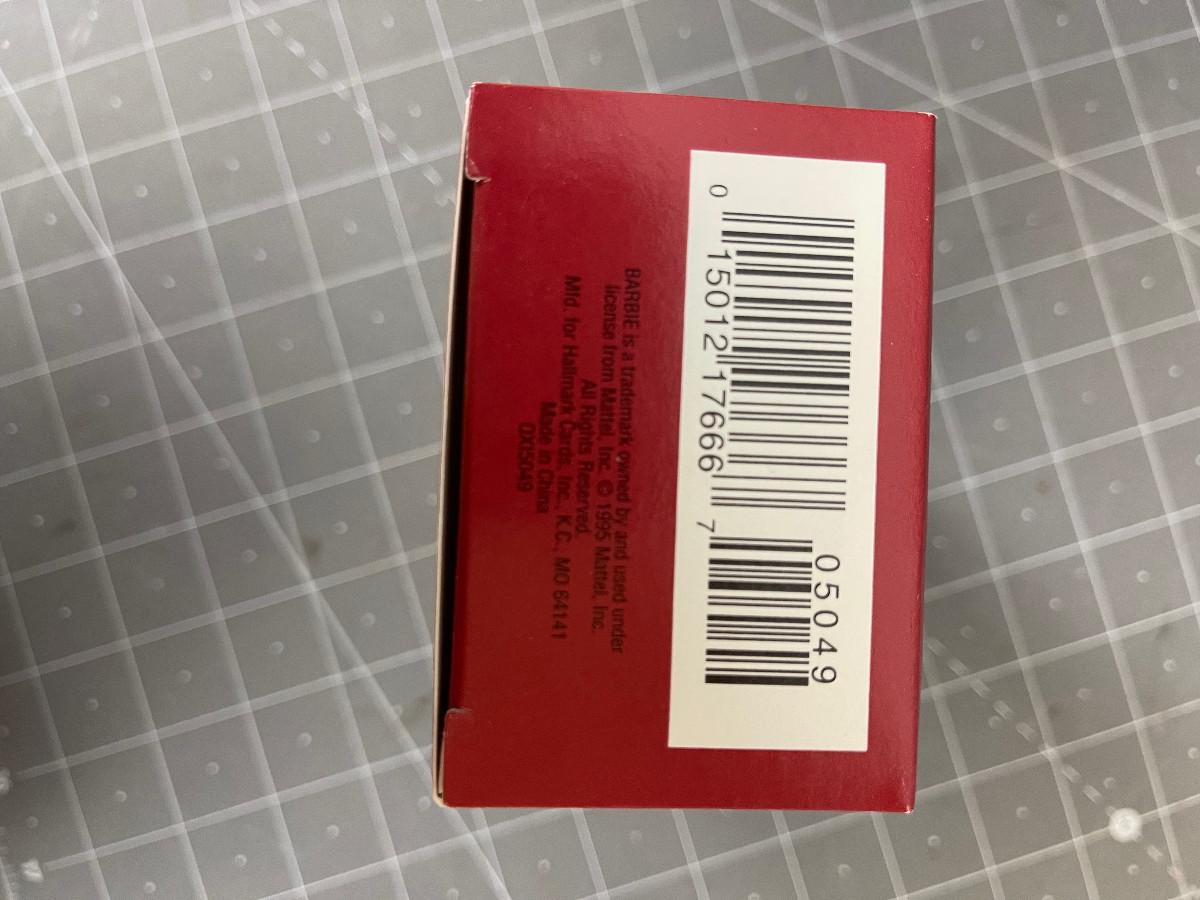 0 15012 17666 7
05049
BARBIE is a trademark owned by and used under
license from Mattel, Inc. © 1995 Mattel, Inc.
All Rights Reserved.
Mfd. for Hallmark Cards, Inc., K.C., MO 64141
Made in China
QXI5049